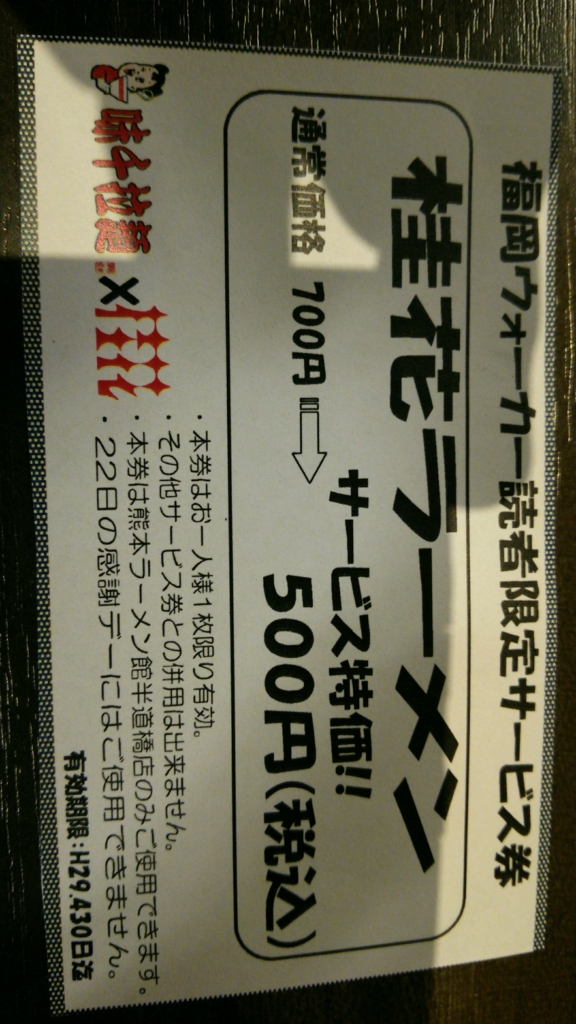 福岡ウォーカー読者限定サービス券
桂花ラーメン
サービス特価!!
通常価格 700円 ⇨ 500円(税込)
・本券はお一人様1枚限り有効。
・その他サービス券との併用は出来ません。
・本券は熊本ラーメン館半道橋店のみご使用できます。
・22日の感謝デーにはご使用できません。
味千拉麺 ×
有効期限:H29,430日迄